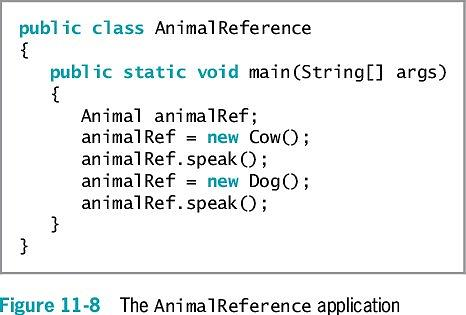 public class AnimalReference
{
   public static void main(String[] args)
   {
      Animal animalRef;
      animalRef = new Cow();
      animalRef.speak();
      animalRef = new Dog();
      animalRef.speak();
   }
}
Figure 11-8 The AnimalReference application